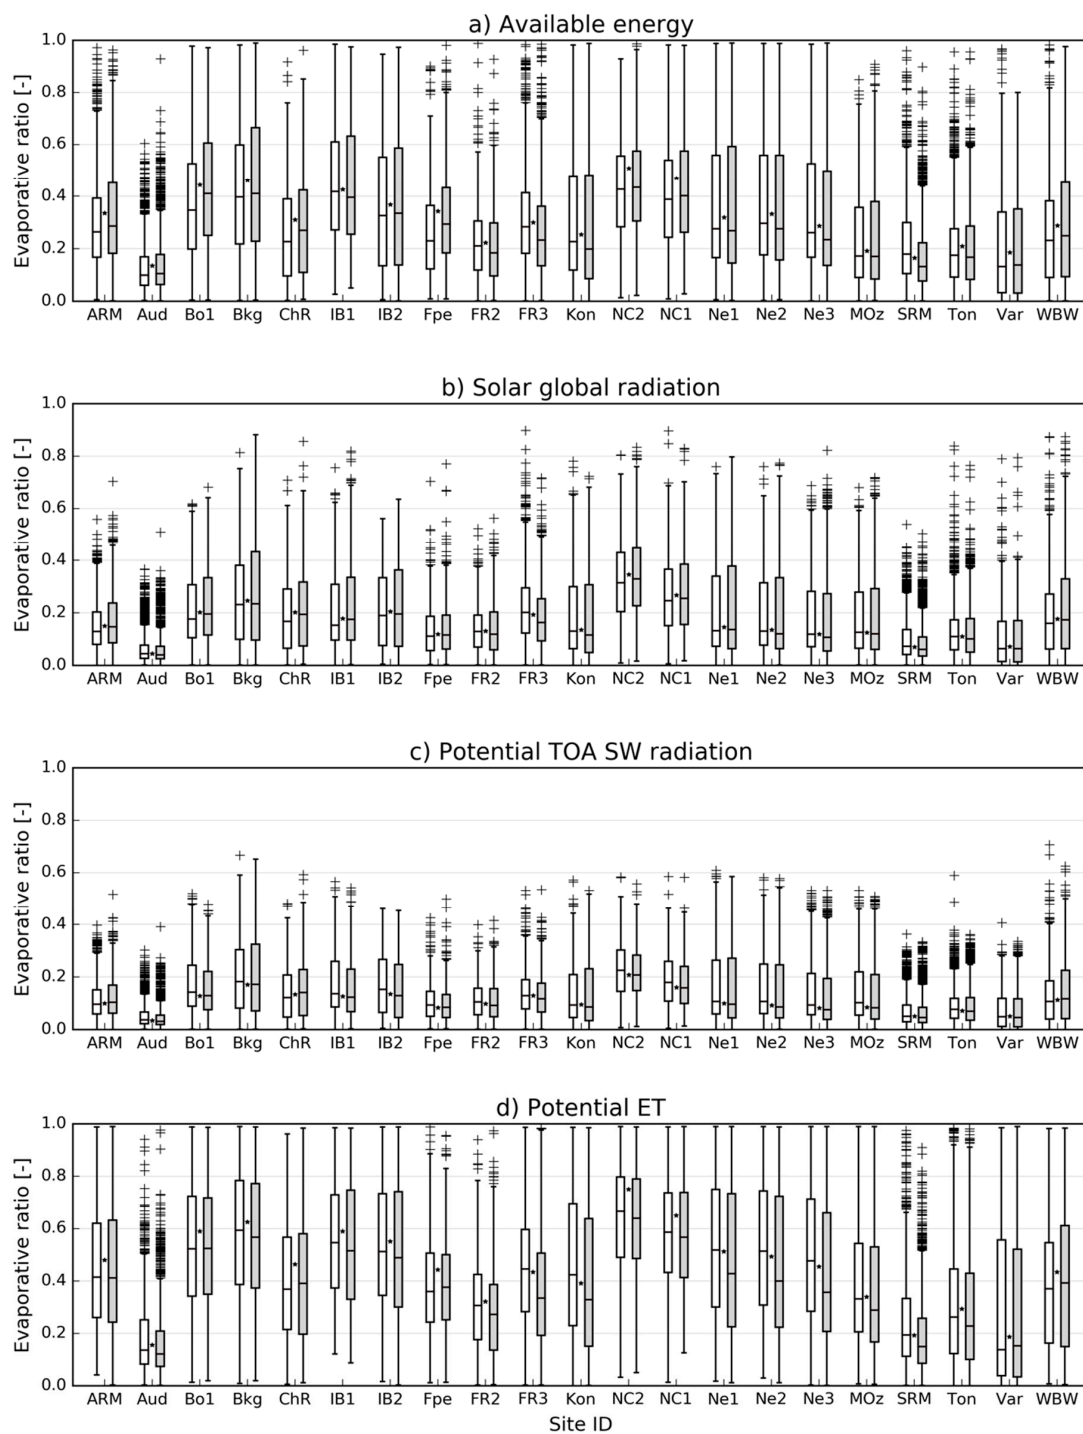 a) Available energy
Evaporative ratio [-]
1.0
0.8
0.6
0.4
0.2
0.0
ARM Aud Bo1 Bkg ChR IB1 IB2 Fpe FR2 FR3 Kon NC2 NC1 Ne1 Ne2 Ne3 MOz SRM Ton Var WBW
b) Solar global radiation
Evaporative ratio [-]
1.0
0.8
0.6
0.4
0.2
0.0
ARM Aud Bo1 Bkg ChR IB1 IB2 Fpe FR2 FR3 Kon NC2 NC1 Ne1 Ne2 Ne3 MOz SRM Ton Var WBW
c) Potential TOA SW radiation
Evaporative ratio [-]
1.0
0.8
0.6
0.4
0.2
0.0
ARM Aud Bo1 Bkg ChR IB1 IB2 Fpe FR2 FR3 Kon NC2 NC1 Ne1 Ne2 Ne3 MOz SRM Ton Var WBW
d) Potential ET
Evaporative ratio [-]
1.0
0.8
0.6
0.4
0.2
0.0
ARM Aud Bo1 Bkg ChR IB1 IB2 Fpe FR2 FR3 Kon NC2 NC1 Ne1 Ne2 Ne3 MOz SRM Ton Var WBW
Site ID